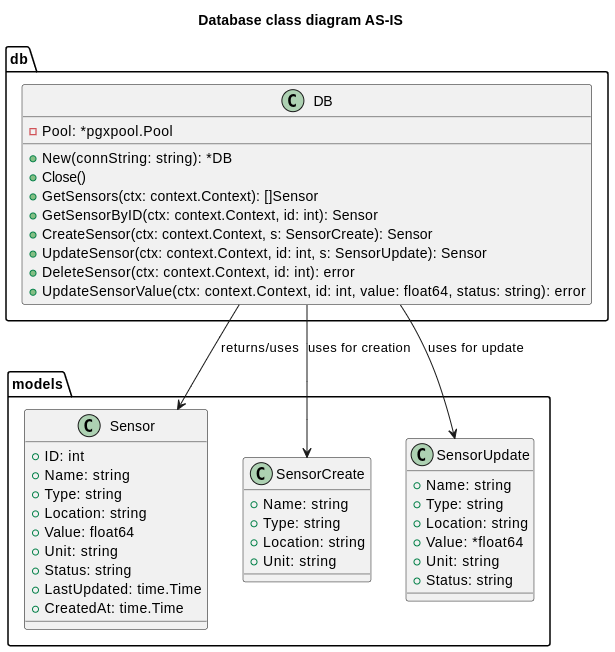 Database class diagram AS-IS
db
C DB
Pool: *pgxpool.Pool
New(connString: string): *DB
Close()
GetSensors(ctx: context.Context): []Sensor
GetSensorByID(ctx: context.Context, id: int): Sensor
CreateSensor(ctx: context.Context, s: SensorCreate): Sensor
UpdateSensor(ctx: context.Context, id: int, s: SensorUpdate): Sensor
DeleteSensor(ctx: context.Context, id: int): error
UpdateSensorValue(ctx: context.Context, id: int, value: float64, status: string): error
returns/uses
uses for creation
uses for update
models
C Sensor
ID: int
Name: string
Type: string
Location: string
Value: float64
Unit: string
Status: string
LastUpdated: time.Time
CreatedAt: time.Time
C SensorCreate
Name: string
Type: string
Location: string
Unit: string
C SensorUpdate
Name: string
Type: string
Location: string
Value: *float64
Unit: string
Status: string